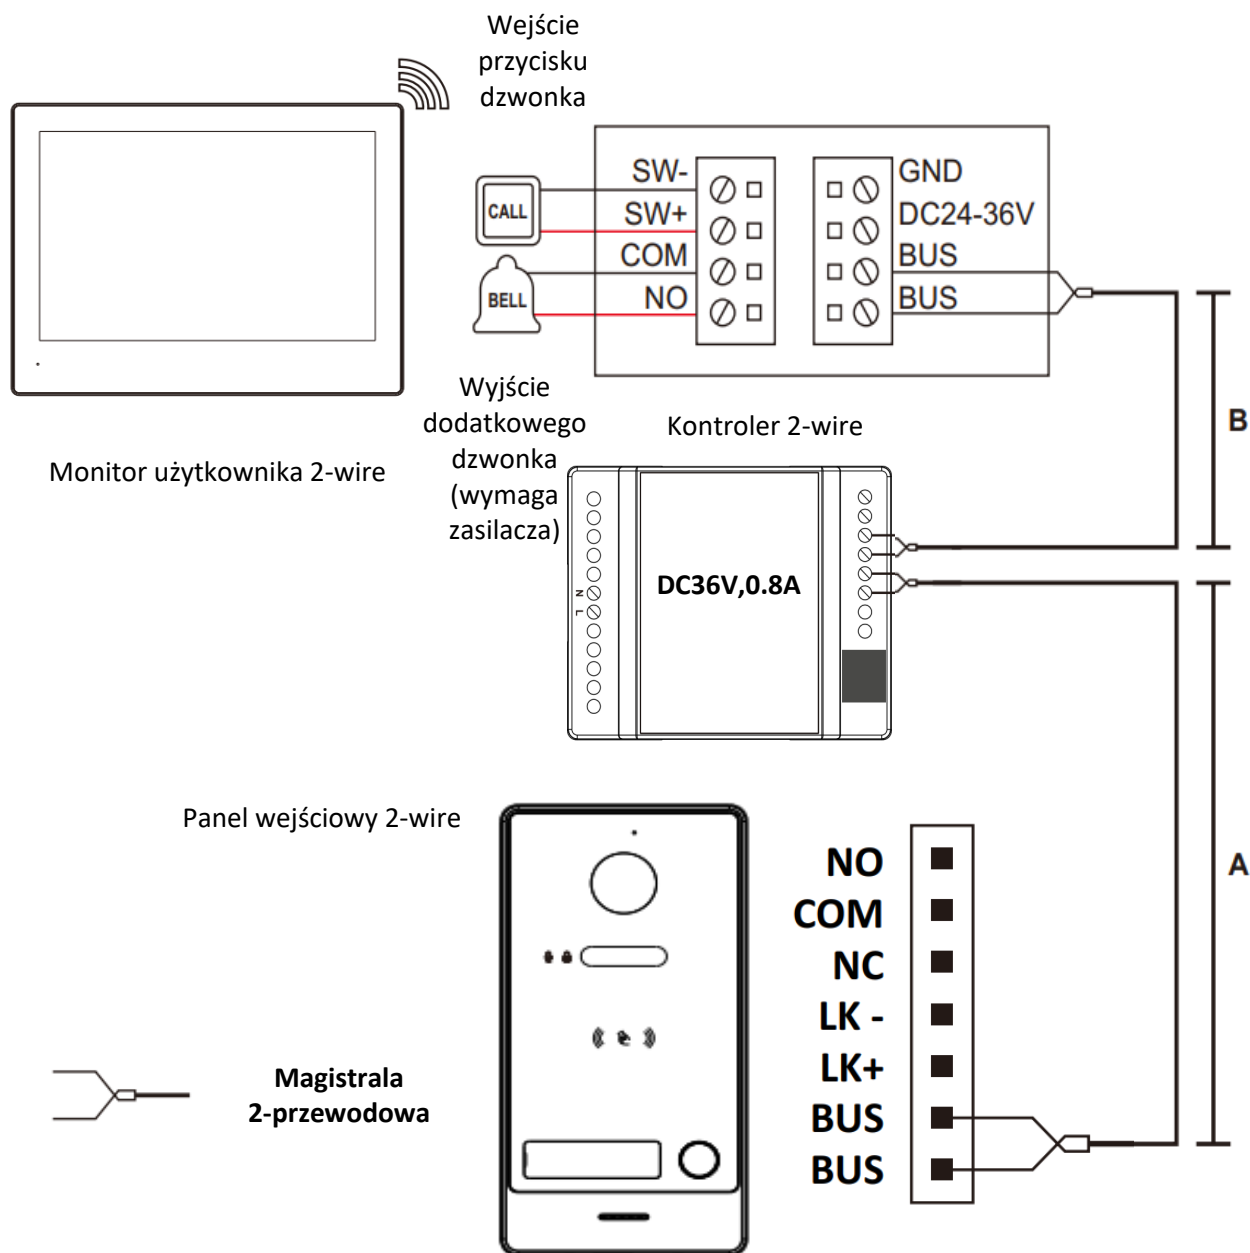 Wejście
przycisku
dzwonka
SW-
SW+
COM
NO
CALL
BELL
GND
DC24-36V
BUS
BUS
B
Monitor użytkownika 2-wire
Wyjście
dodatkowego
dzwonka
(wymaga
zasilacza)
Kontroler 2-wire
N
L
DC36V,0.8A
Panel wejściowy 2-wire
NO
COM
NC
LK -
LK+
BUS
BUS
A
Magistrala
2-przewodowa